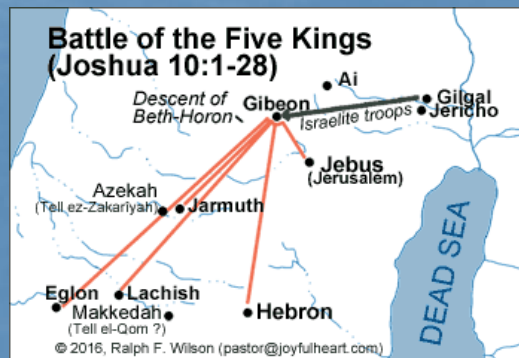 Battle of the Five Kings
(Joshua 10:1-28)
Ai
Descent of
Beth-Horon
Gibeon
Gilgal
Israelite troops
Jericho
Jebus
(Jerusalem)
Azekah
(Tell ez-Zakarîyah)
Jarmuth
DEAD SEA
Eglon
Lachish
Makkedah
(Tell el-Qom ?)
Hebron
© 2016, Ralph F. Wilson (pastor@joyfulheart.com)